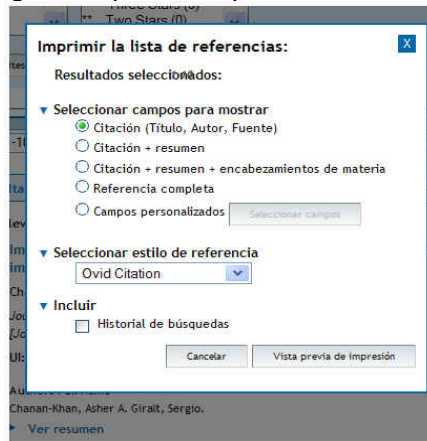 Three Stars (0)
** Two Stars (0)
Imprimir la lista de referencias:
X
Resultados seleccionados:
▼ Seleccionar campos para mostrar
Citación (Título, Autor, Fuente)
Citación + resumen
Citación + resumen + encabezamientos de materia
Referencia completa
Campos personalizados
Seleccionar campos
▼ Seleccionar estilo de referencia
Ovid Citation
▼ Incluir
Historial de búsquedas
Cancelar
Vista previa de impresión
UI:
Chanan-Khan, Asher A. Giralt, Sergio.
► Ver resumen